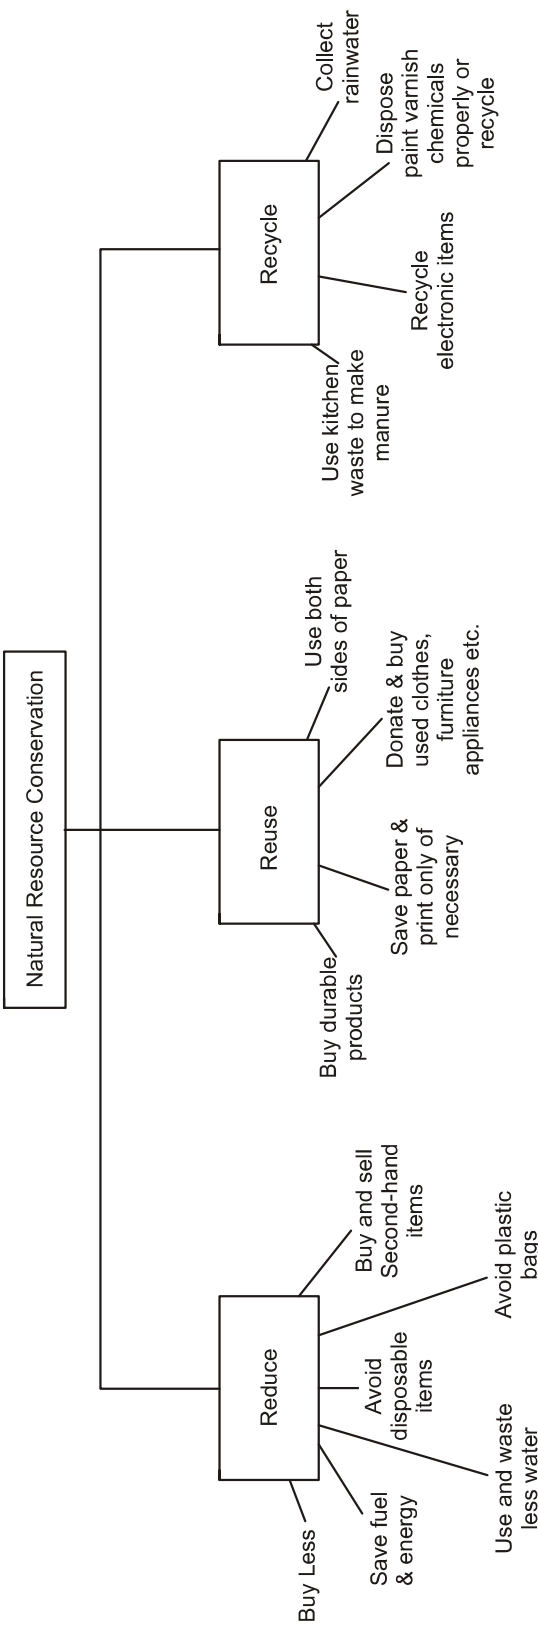 Natural Resource Conservation
Reduce
Buy Less
Save fuel
& energy
Use and waste
less water
Avoid
disposable
items
Avoid plastic
bags
Buy and sell
Second-hand
items
Reuse
Buy durable
products
Save paper &
print only of
necessary
Donate & buy
used clothes,
furniture
appliances etc.
Use both
sides of paper
Recycle
Use kitchen
waste to make
manure
Recycle
electronic items
Dispose
paint varnish
chemicals
properly or
recycle
Collect
rainwater